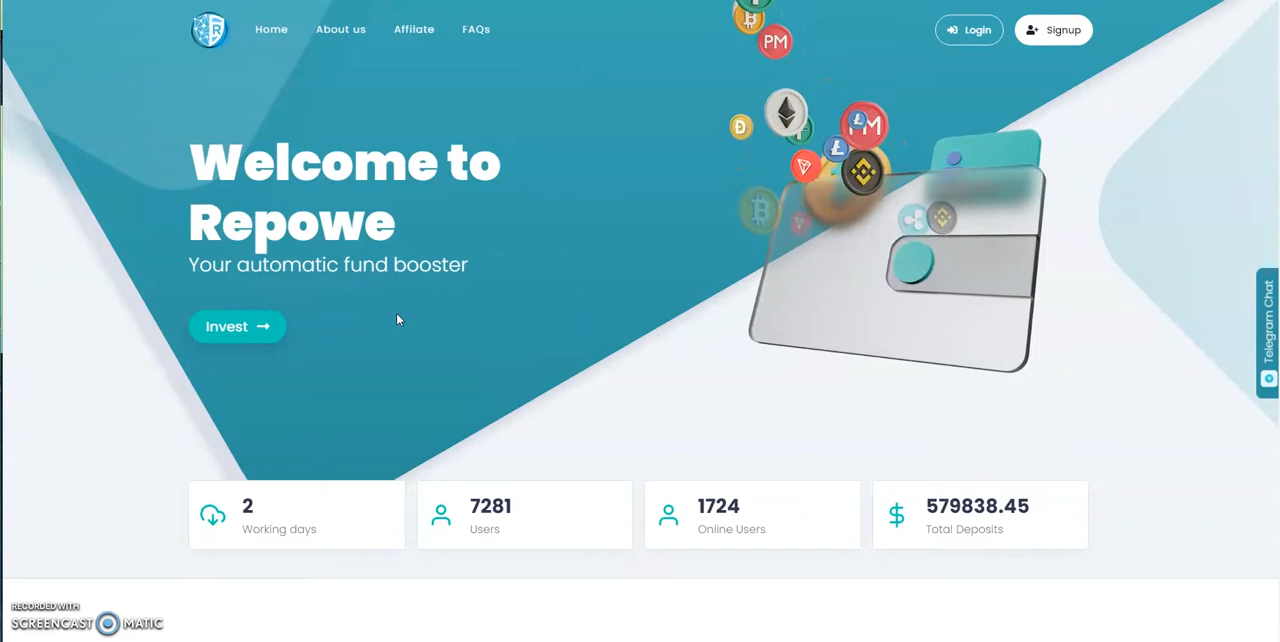 Home About us Affilate FAQs
Login Signup
Welcome to
Repowe
Your automatic fund booster
Invest
2
Working days
7281
Users
1724
Online Users
579838.45
Total Deposits
Telegram Chat
RECORDED WITH
SCREENCAST MATIC
R
PM
PM